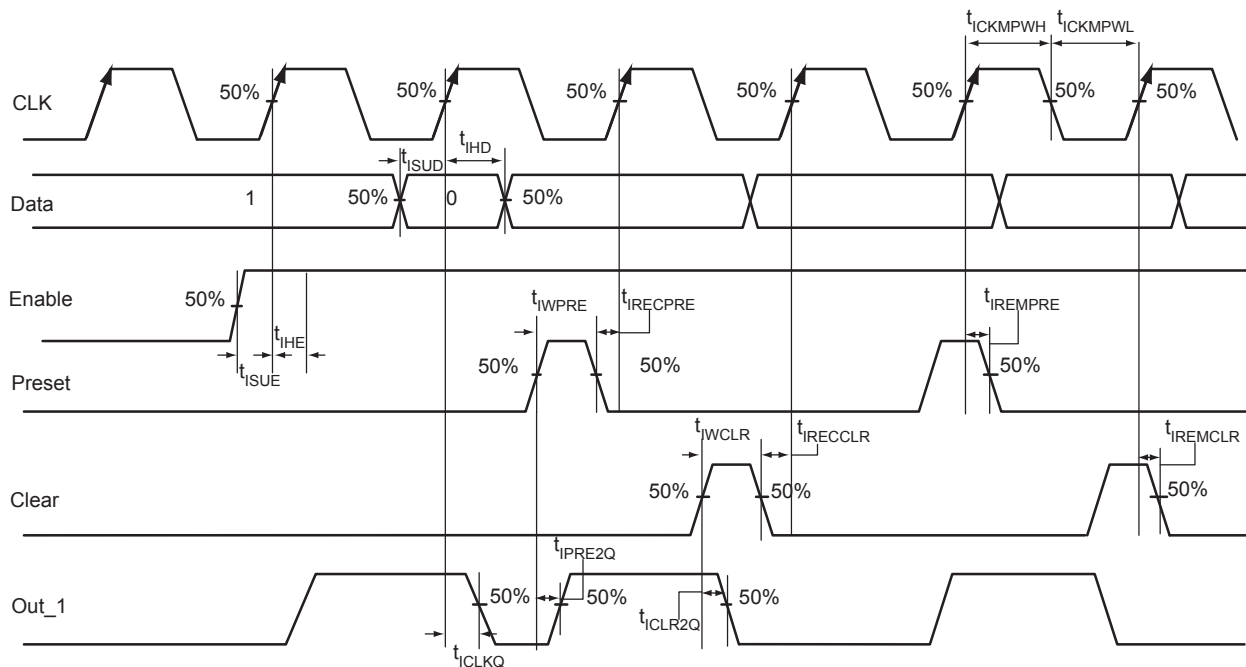 tICKMPWH tICKMPWL
CLK
50% 50% 50% 50% 50% 50% 50%
tISUD tIHD
Data
1 50% 0 50%
Enable
50%
tIHE
tISUE
tIWPRE tIRECPRE tIREMPRE
Preset
50% 50% 50%
tIWCLR tIRECCLR tIREMCLR
Clear
50% 50% 50%
tIPRE2Q
Out_1
50% 50% 50%
tICLKQ
tICLR2Q